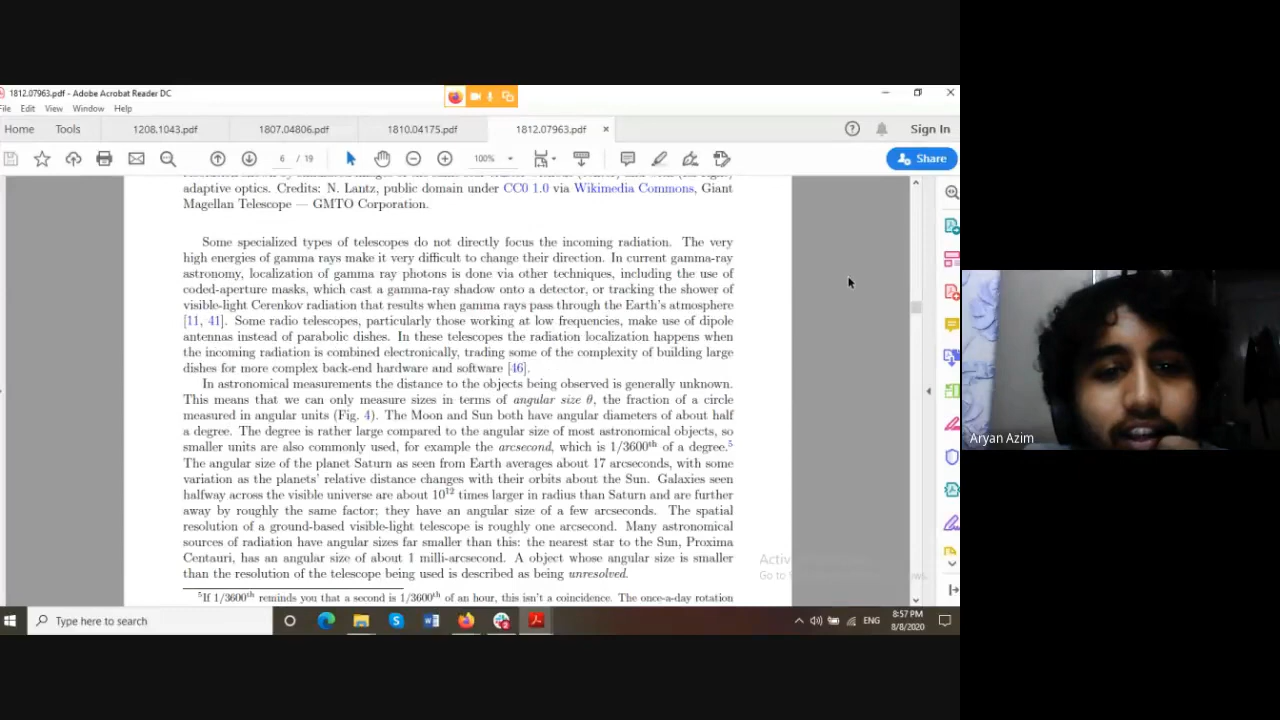 1812.07963.pdf - Adobe Acrobat Reader DC
File Edit View Window Help
Home Tools 1208.1043.pdf 1807.04806.pdf 1810.04175.pdf 1812.07963.pdf × Sign In
6 / 19 100% Share
adaptive optics. Credits: N. Lantz, public domain under CC0 1.0 via Wikimedia Commons, Giant
Magellan Telescope — GMTO Corporation.
Some specialized types of telescopes do not directly focus the incoming radiation. The very
high energies of gamma rays make it very difficult to change their direction. In current gamma-ray
astronomy, localization of gamma ray photons is done via other techniques, including the use of
coded-aperture masks, which cast a gamma-ray shadow onto a detector, or tracking the shower of
visible-light Cerenkov radiation that results when gamma rays pass through the Earth's atmosphere
[11, 41]. Some radio telescopes, particularly those working at low frequencies, make use of dipole
antennas instead of parabolic dishes. In these telescopes the radiation localization happens when
the incoming radiation is combined electronically, trading some of the complexity of building large
dishes for more complex back-end hardware and software [46].
In astronomical measurements the distance to the objects being observed is generally unknown.
This means that we can only measure sizes in terms of angular size θ, the fraction of a circle
measured in angular units (Fig. 4). The Moon and Sun both have angular diameters of about half
a degree. The degree is rather large compared to the angular size of most astronomical objects, so
smaller units are also commonly used, for example the arcsecond, which is 1/3600th of a degree.5
The angular size of the planet Saturn as seen from Earth averages about 17 arcseconds, with some
variation as the planets' relative distance changes with their orbits about the Sun. Galaxies seen
halfway across the visible universe are about 10¹² times larger in radius than Saturn and are further
away by roughly the same factor; they have an angular size of a few arcseconds. The spatial
resolution of a ground-based visible-light telescope is roughly one arcsecond. Many astronomical
sources of radiation have angular sizes far smaller than this: the nearest star to the Sun, Proxima
Centauri, has an angular size of about 1 milli-arcsecond. A object whose angular size is smaller
than the resolution of the telescope being used is described as being unresolved.
5If 1/3600th reminds you that a second is 1/3600th of an hour, this isn't a coincidence. The once-a-day rotation
Activ
Go to
Type here to search
ENG
8:57 PM
8/8/2020
Aryan Azim